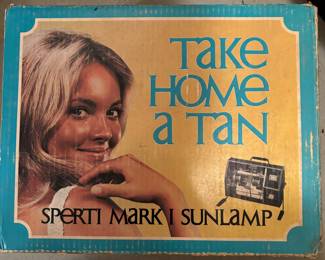 TAKE
HOME
A TAN
SPERTI MARK I SUNLAMP